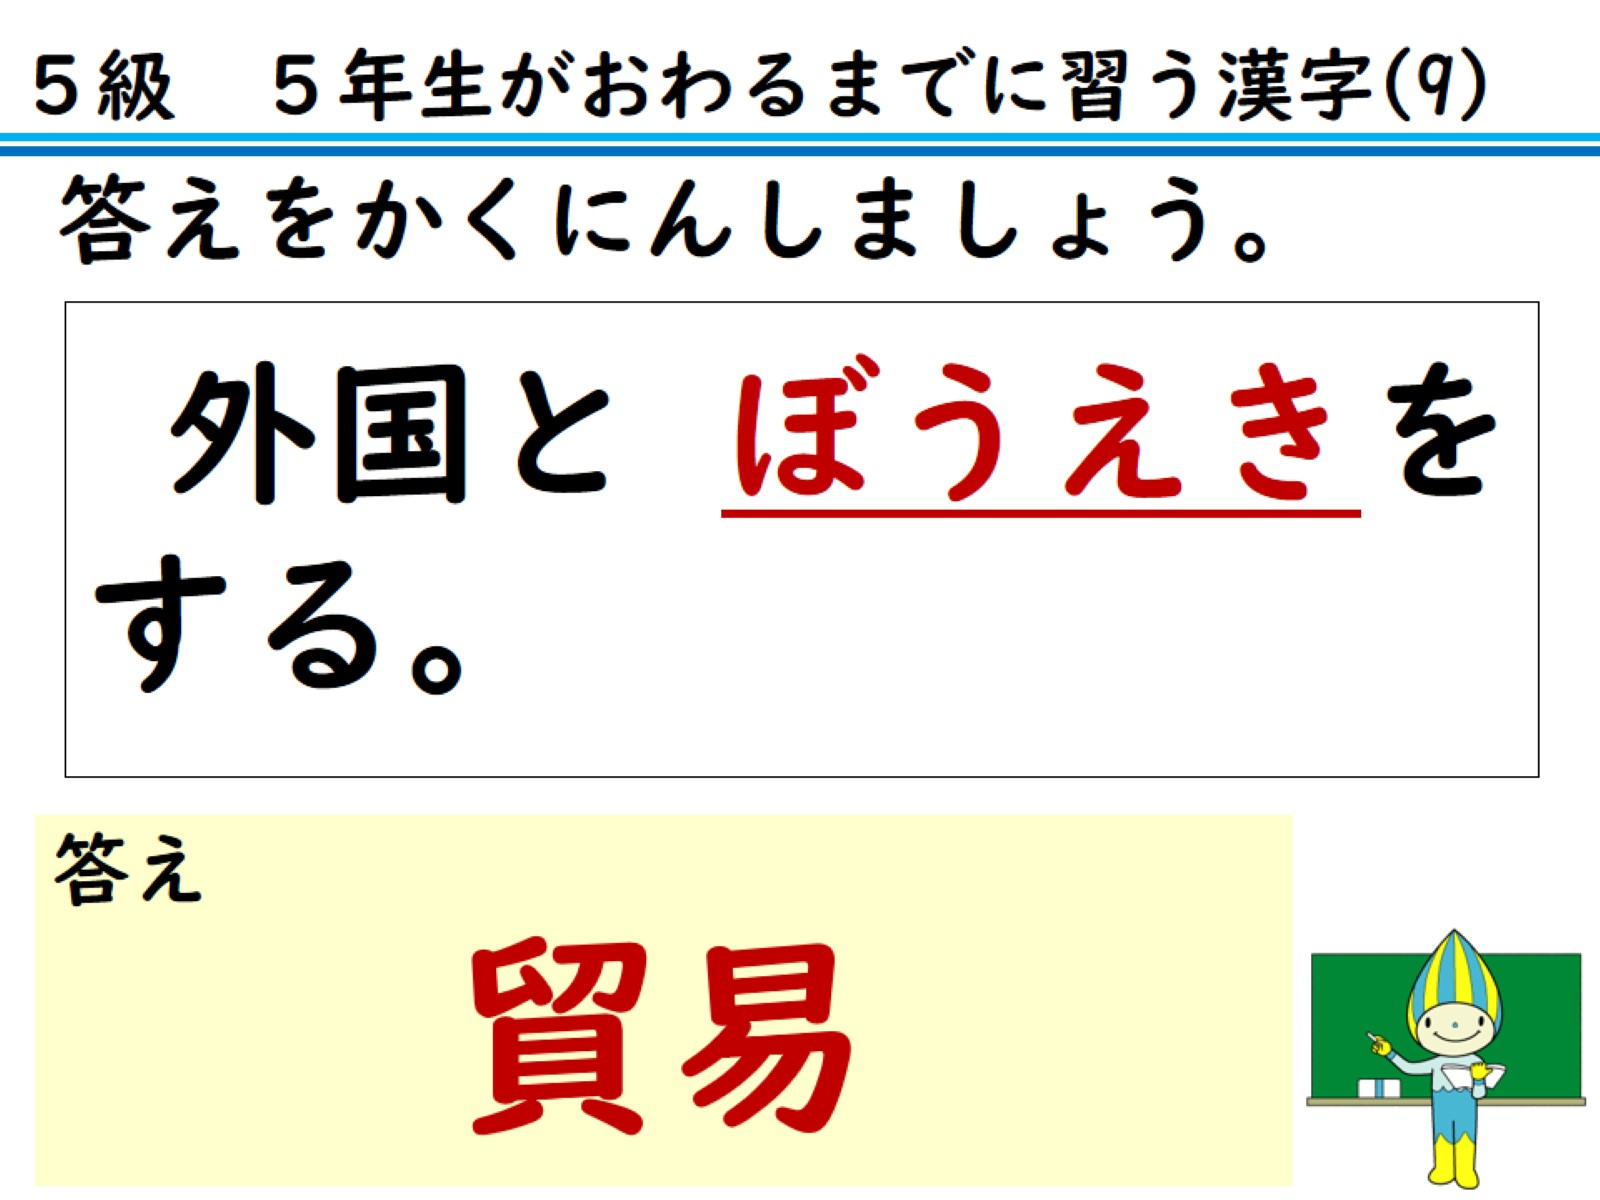 ５級　５年生がおわるまでに習う漢字(9)
答えをかくにんしましょう。
外国と　ぼうえきを
する。
答え
貿易